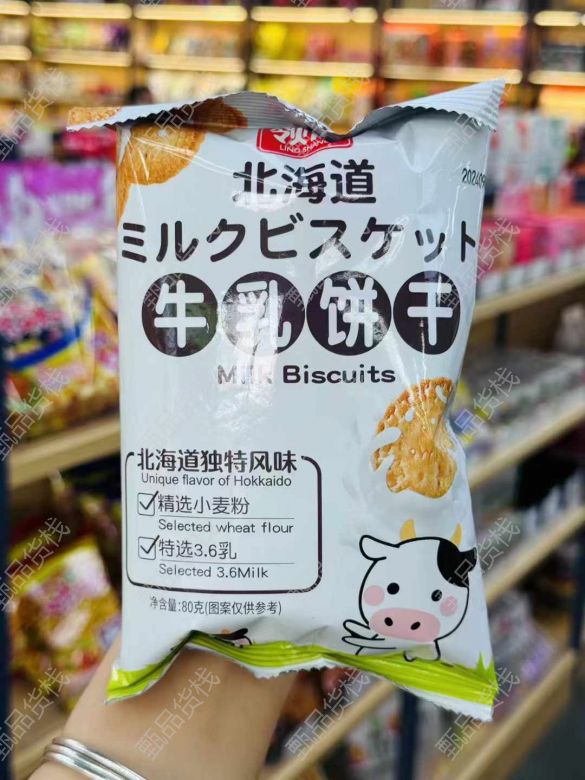 北海道
ミルクビスケット
牛乳饼干
Milk Biscuits
北海道独特风味
Unique flavor of Hokkaido
精选小麦粉
Selected wheat flour
特选3.6乳
Selected 3.6Milk
净含量:80克(图案仅供参考)
甄品货栈